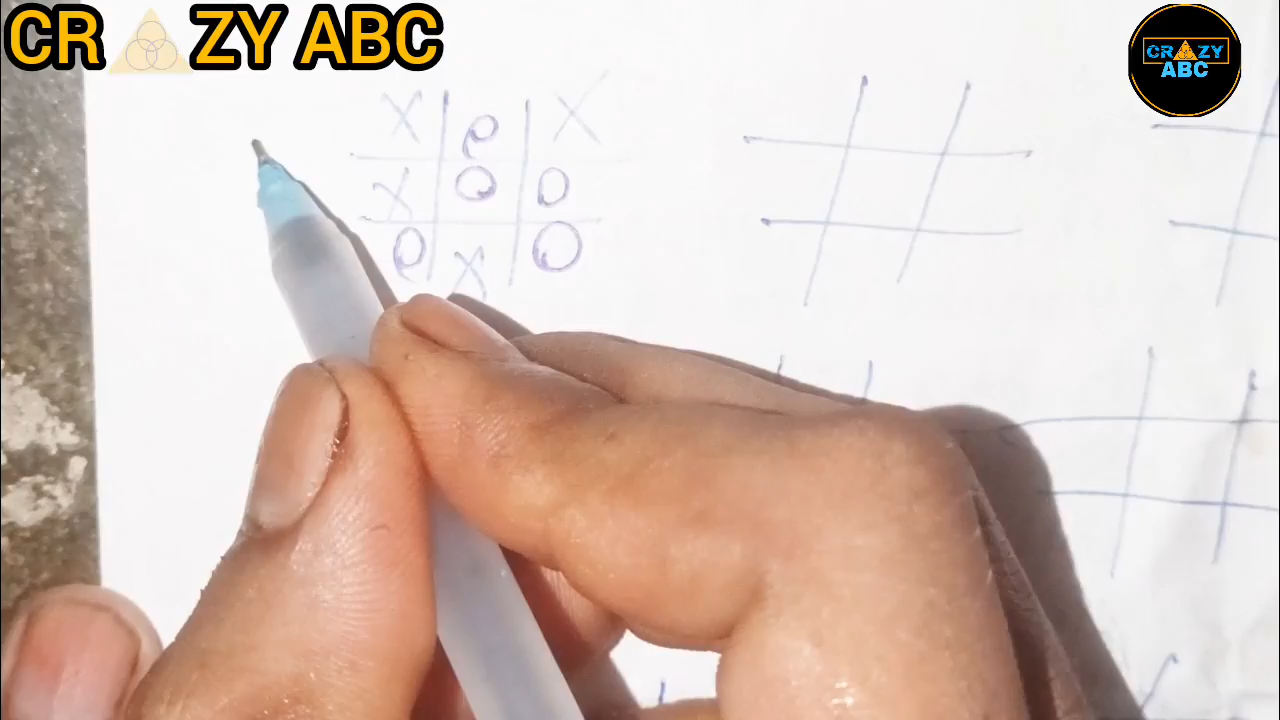 CRAZY ABC
CRAZY
ABC
X O X
X O O
O X O